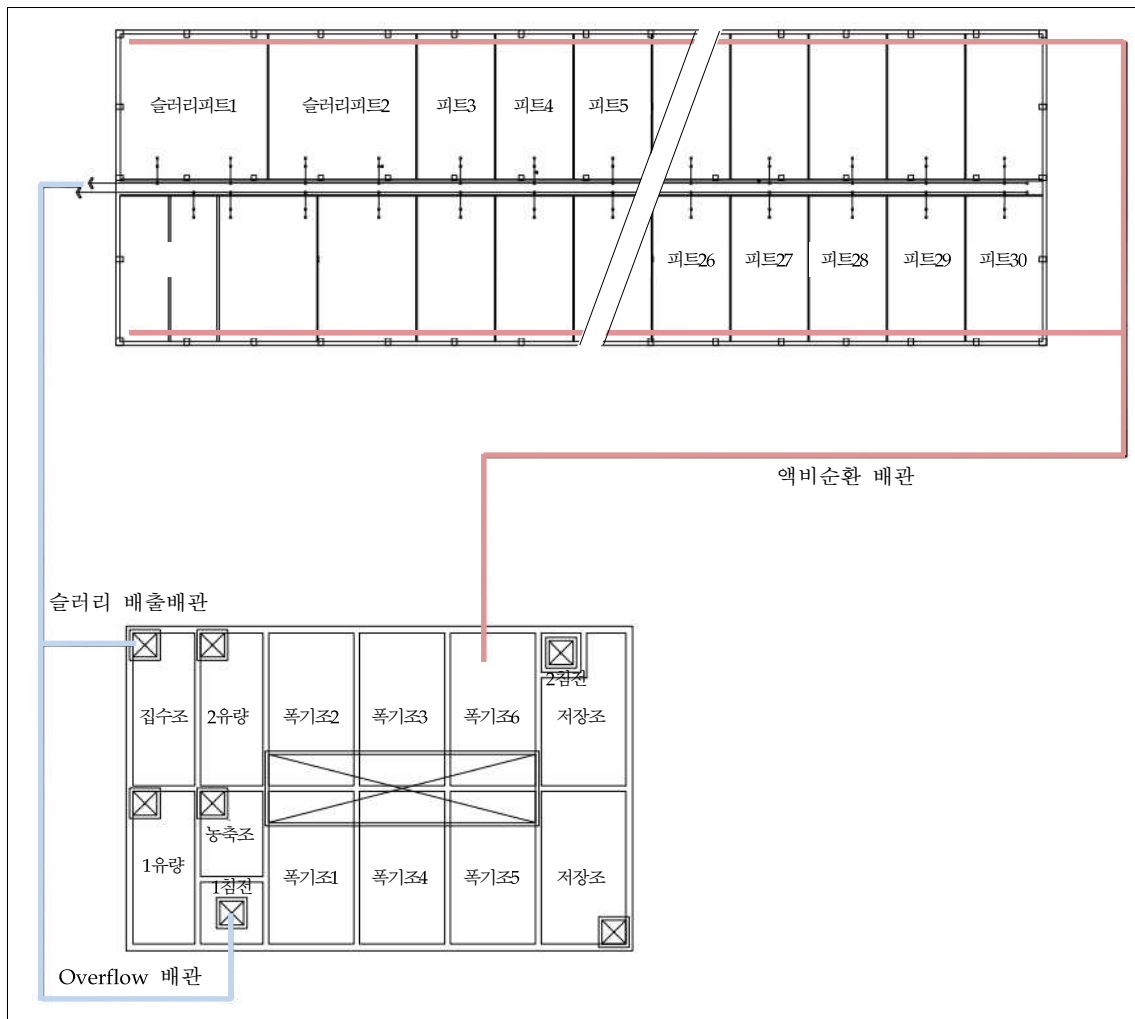 슬러리피트1 슬러리피트2 피트3 피트4 피트5
피트26 피트27 피트28 피트29 피트30
액비순환 배관
슬러리 배출배관
2침전
집수조 2유량 폭기조2 폭기조3 폭기조6 저장조
농축조
1유량 폭기조1 폭기조4 폭기조5 저장조
1침전
Overflow 배관